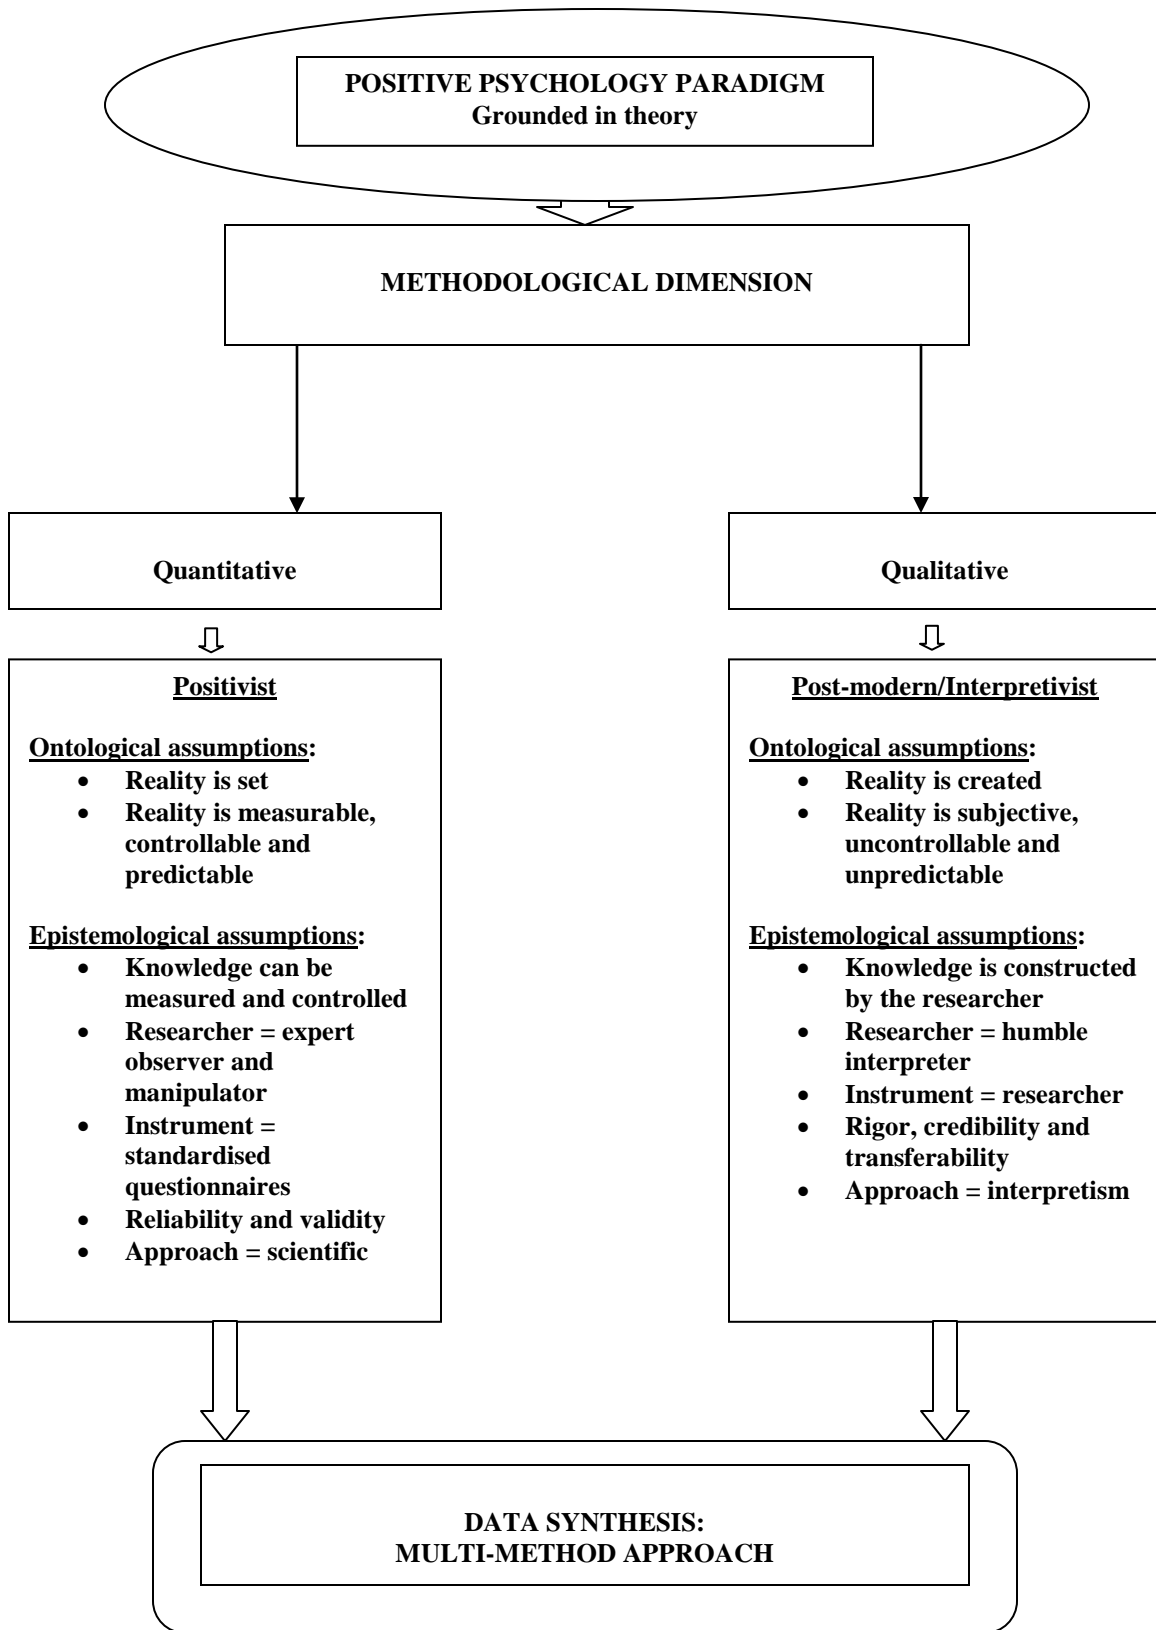 POSITIVE PSYCHOLOGY PARADIGM
Grounded in theory
METHODOLOGICAL DIMENSION
Quantitative
Qualitative
Positivist
Ontological assumptions:
• Reality is set
• Reality is measurable,
controllable and
predictable
Epistemological assumptions:
• Knowledge can be
measured and controlled
• Researcher = expert
observer and
manipulator
• Instrument =
standardised
questionnaires
• Reliability and validity
• Approach = scientific
Post-modern/Interpretivist
Ontological assumptions:
• Reality is created
• Reality is subjective,
uncontrollable and
unpredictable
Epistemological assumptions:
• Knowledge is constructed
by the researcher
• Researcher = humble
interpreter
• Instrument = researcher
• Rigor, credibility and
transferability
• Approach = interpretism
DATA SYNTHESIS:
MULTI-METHOD APPROACH